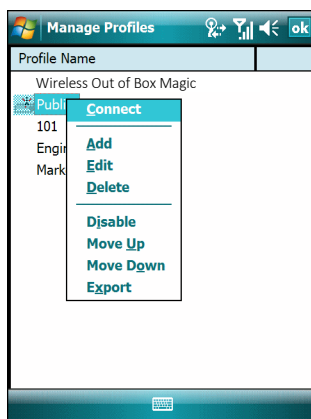 Manage Profiles ok
Profile Name
Wireless Out of Box Magic
Publi
Connect
101
Engir
Add
Mark
Edit
Delete
Disable
Move Up
Move Down
Export